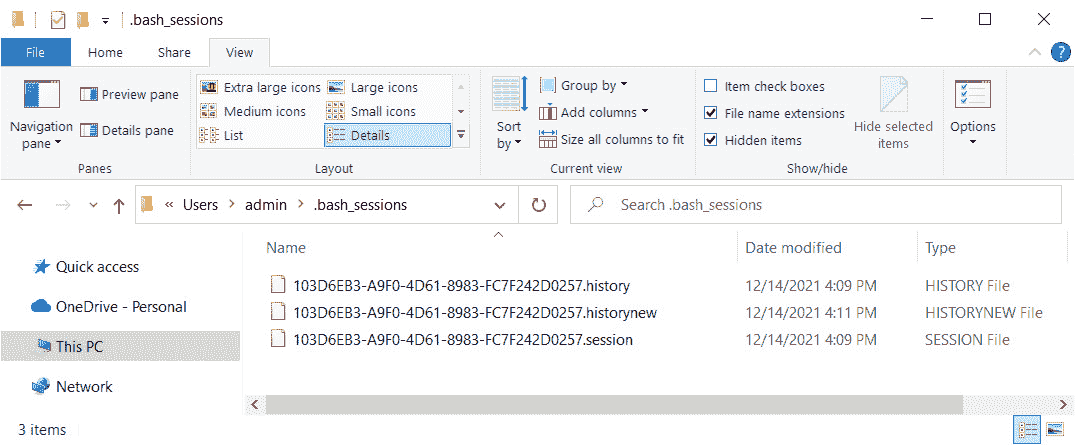 .bash_sessions
File Home Share View
Navigation pane
Preview pane
Details pane
Panes
Extra large icons Large icons
Medium icons Small icons
List Details
Layout
Sort by
Group by
Add columns
Size all columns to fit
Current view
Item check boxes
File name extensions
Hidden items
Hide selected items
Show/hide
Options
« Users > admin > .bash_sessions
Search .bash_sessions
Quick access
OneDrive - Personal
This PC
Network
Name Date modified Type
103D6EB3-A9F0-4D61-8983-FC7F242D0257.history 12/14/2021 4:09 PM HISTORY File
103D6EB3-A9F0-4D61-8983-FC7F242D0257.historynew 12/14/2021 4:11 PM HISTORYNEW File
103D6EB3-A9F0-4D61-8983-FC7F242D0257.session 12/14/2021 4:09 PM SESSION File
3 items